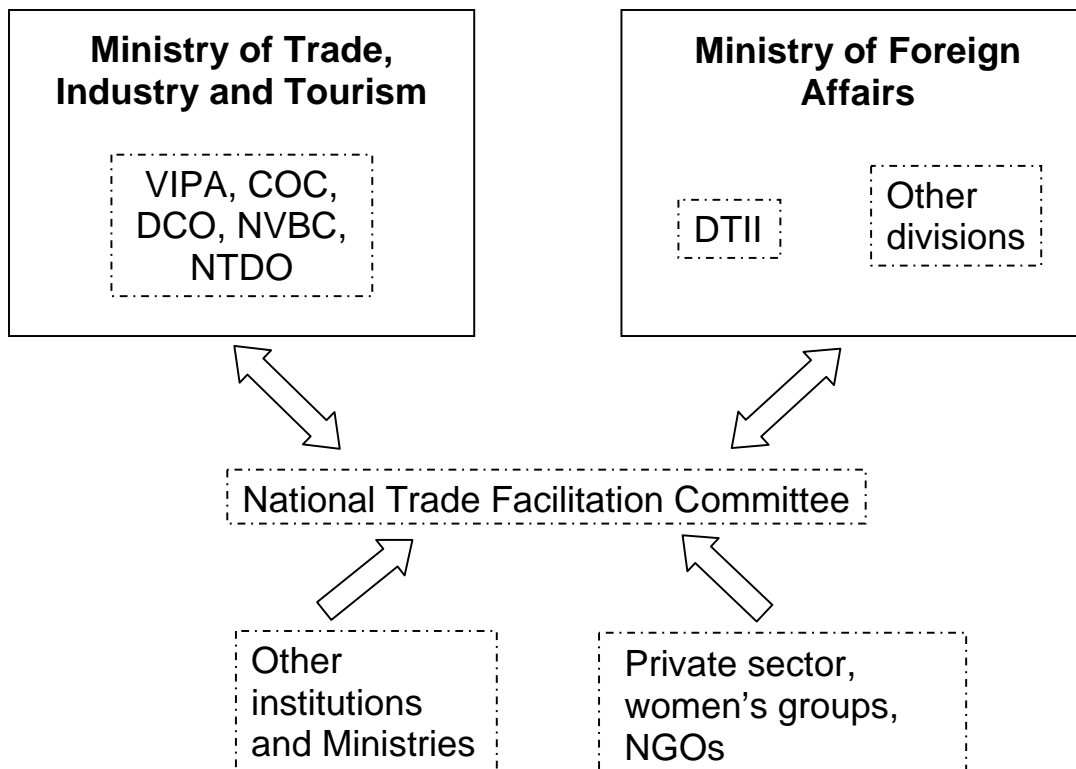 Ministry of Trade,
Industry and Tourism
VIPA, COC,
DCO, NVBC,
NTDO
Ministry of Foreign
Affairs
DTII
Other
divisions
National Trade Facilitation Committee
Other
institutions
and Ministries
Private sector,
women’s groups,
NGOs